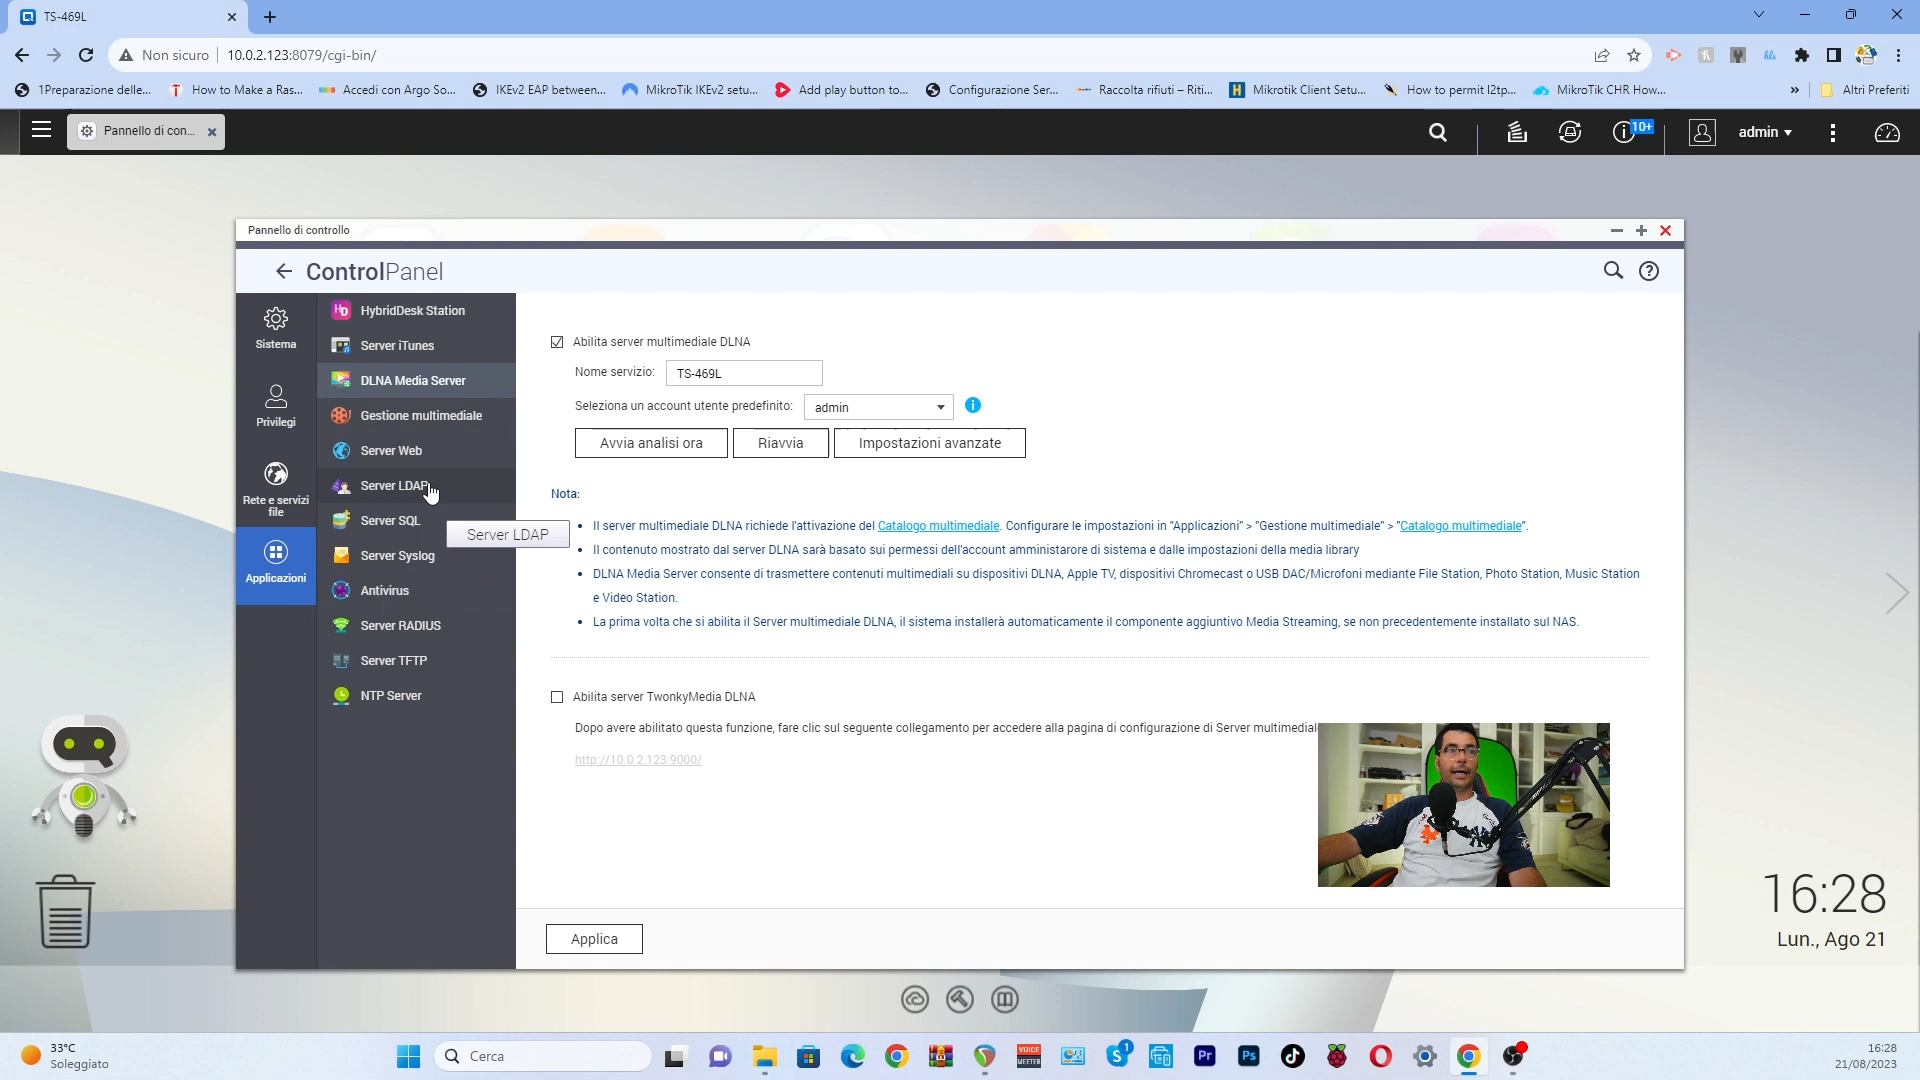 TS-469L
Non sicuro
10.0.2.123:8079/cgi-bin/
1Preparazione delle...
How to Make a Ras...
Accedi con Argo So...
IKEv2 EAP between...
MikroTik IKEv2 setu...
Add play button to...
Configurazione Ser...
Raccolta rifiuti – Riti...
Mikrotik Client Setu...
How to permit l2tp...
MikroTik CHR How...
»
Altri Preferiti
Pannello di con...
10+
admin
Pannello di controllo
ControlPanel
Sistema
Privilegi
Rete e servizi
file
Applicazioni
HD
HybridDesk Station
Server iTunes
DLNA Media Server
Gestione multimediale
Server Web
Server LDAP
Server SQL
Server Syslog
Antivirus
Server RADIUS
Server TFTP
NTP Server
Server LDAP
Abilita server multimediale DLNA
Nome servizio:
TS-469L
Seleziona un account utente predefinito:
admin
Avvia analisi ora
Riavvia
Impostazioni avanzate
Nota:
• Il server multimediale DLNA richiede l'attivazione del Catalogo multimediale. Configurare le impostazioni in "Applicazioni" > "Gestione multimediale" > "Catalogo multimediale".
• Il contenuto mostrato dal server DLNA sarà basato sui permessi dell'account amministarore di sistema e dalle impostazioni della media library
• DLNA Media Server consente di trasmettere contenuti multimediali su dispositivi DLNA, Apple TV, dispositivi Chromecast o USB DAC/Microfoni mediante File Station, Photo Station, Music Station
e Video Station.
• La prima volta che si abilita il Server multimediale DLNA, il sistema installerà automaticamente il componente aggiuntivo Media Streaming, se non precedentemente installato sul NAS.
Abilita server TwonkyMedia DLNA
Dopo avere abilitato questa funzione, fare clic sul seguente collegamento per accedere alla pagina di configurazione di Server multimedial
http://10.0.2.123:9000/
Applica
16:28
Lun., Ago 21
33°C
Soleggiato
Cerca
VOICE
MEETER
1
Pr
Ps
16:28
21/08/2023